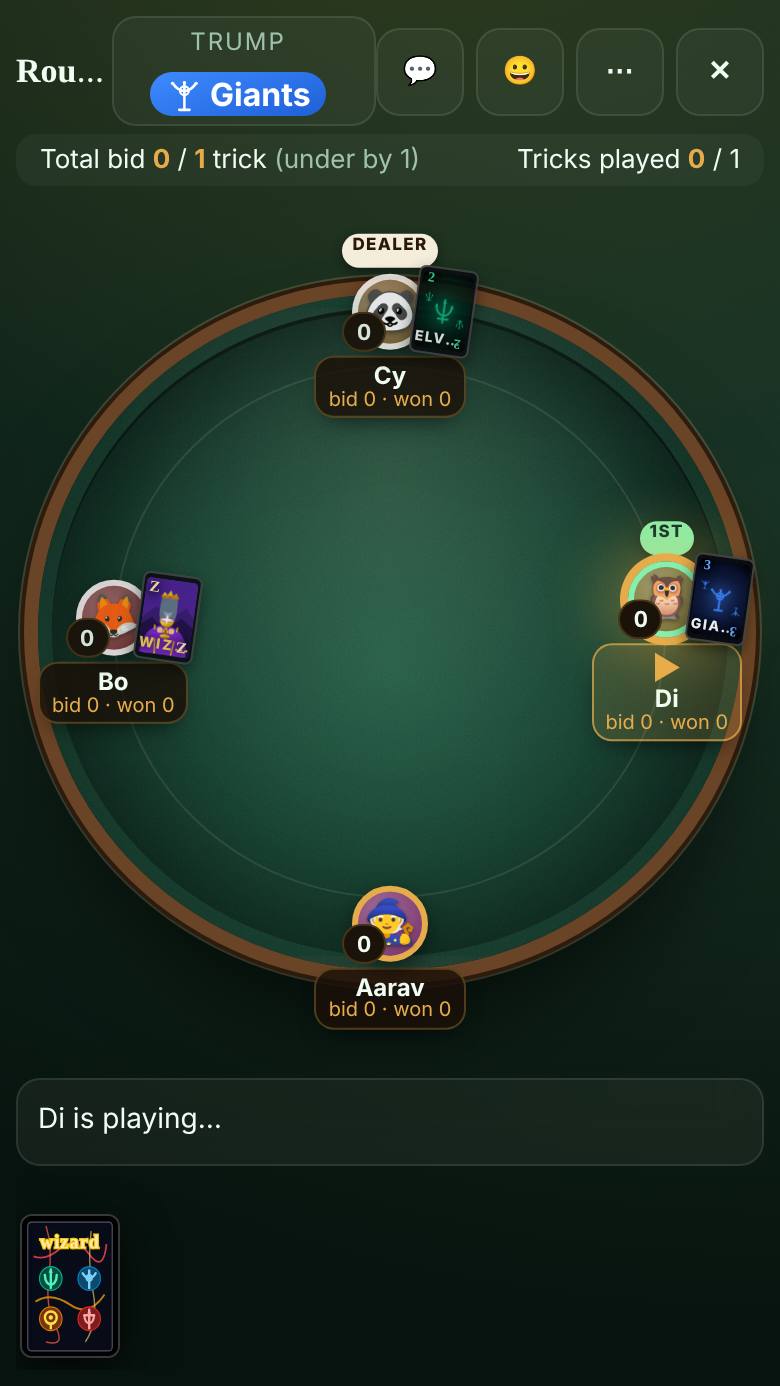 Rou...
TRUMP
Giants
Total bid 0 / 1 trick (under by 1)
Tricks played 0 / 1
DEALER
2
ELV...
2
0
Cy
bid 0 · won 0
1ST
3
GIA...
3
0
Di
bid 0 · won 0
Z
WIZ
Z
0
Bo
bid 0 · won 0
0
Aarav
bid 0 · won 0
Di is playing...
wizard